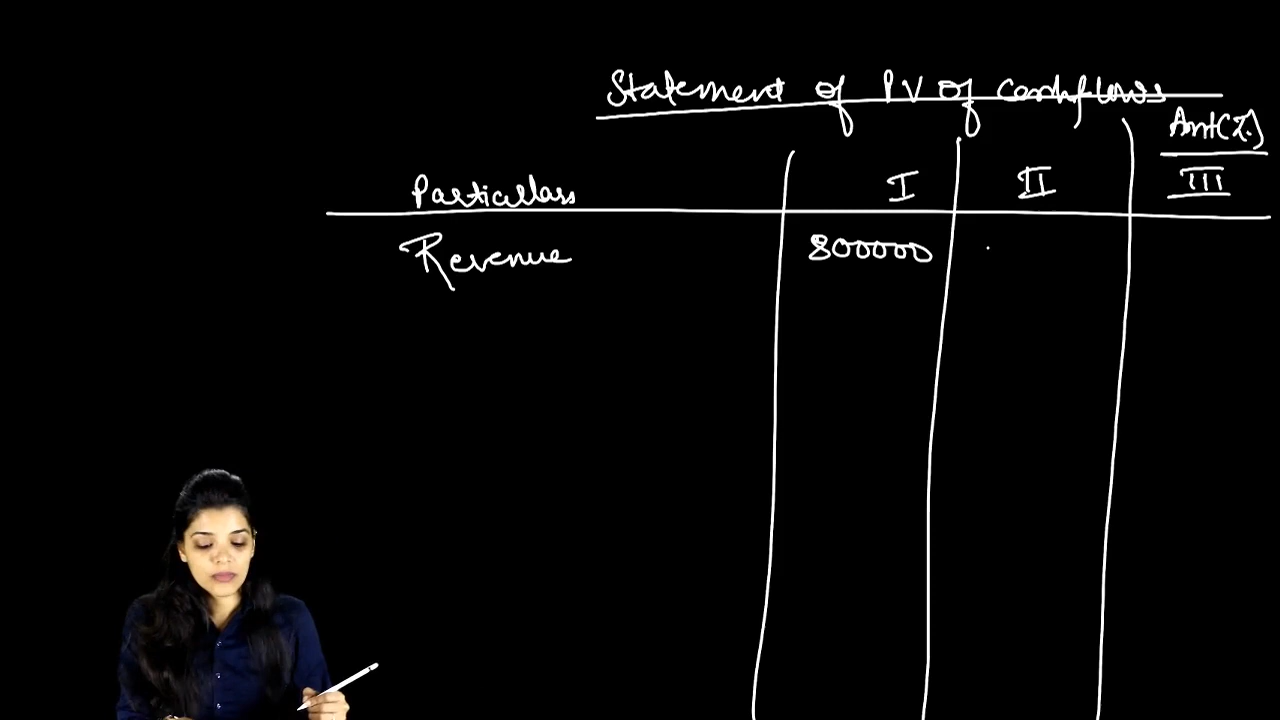 Statement of PV of Cashflows
Amt(₹)
Particulars I II III
Revenue 800000